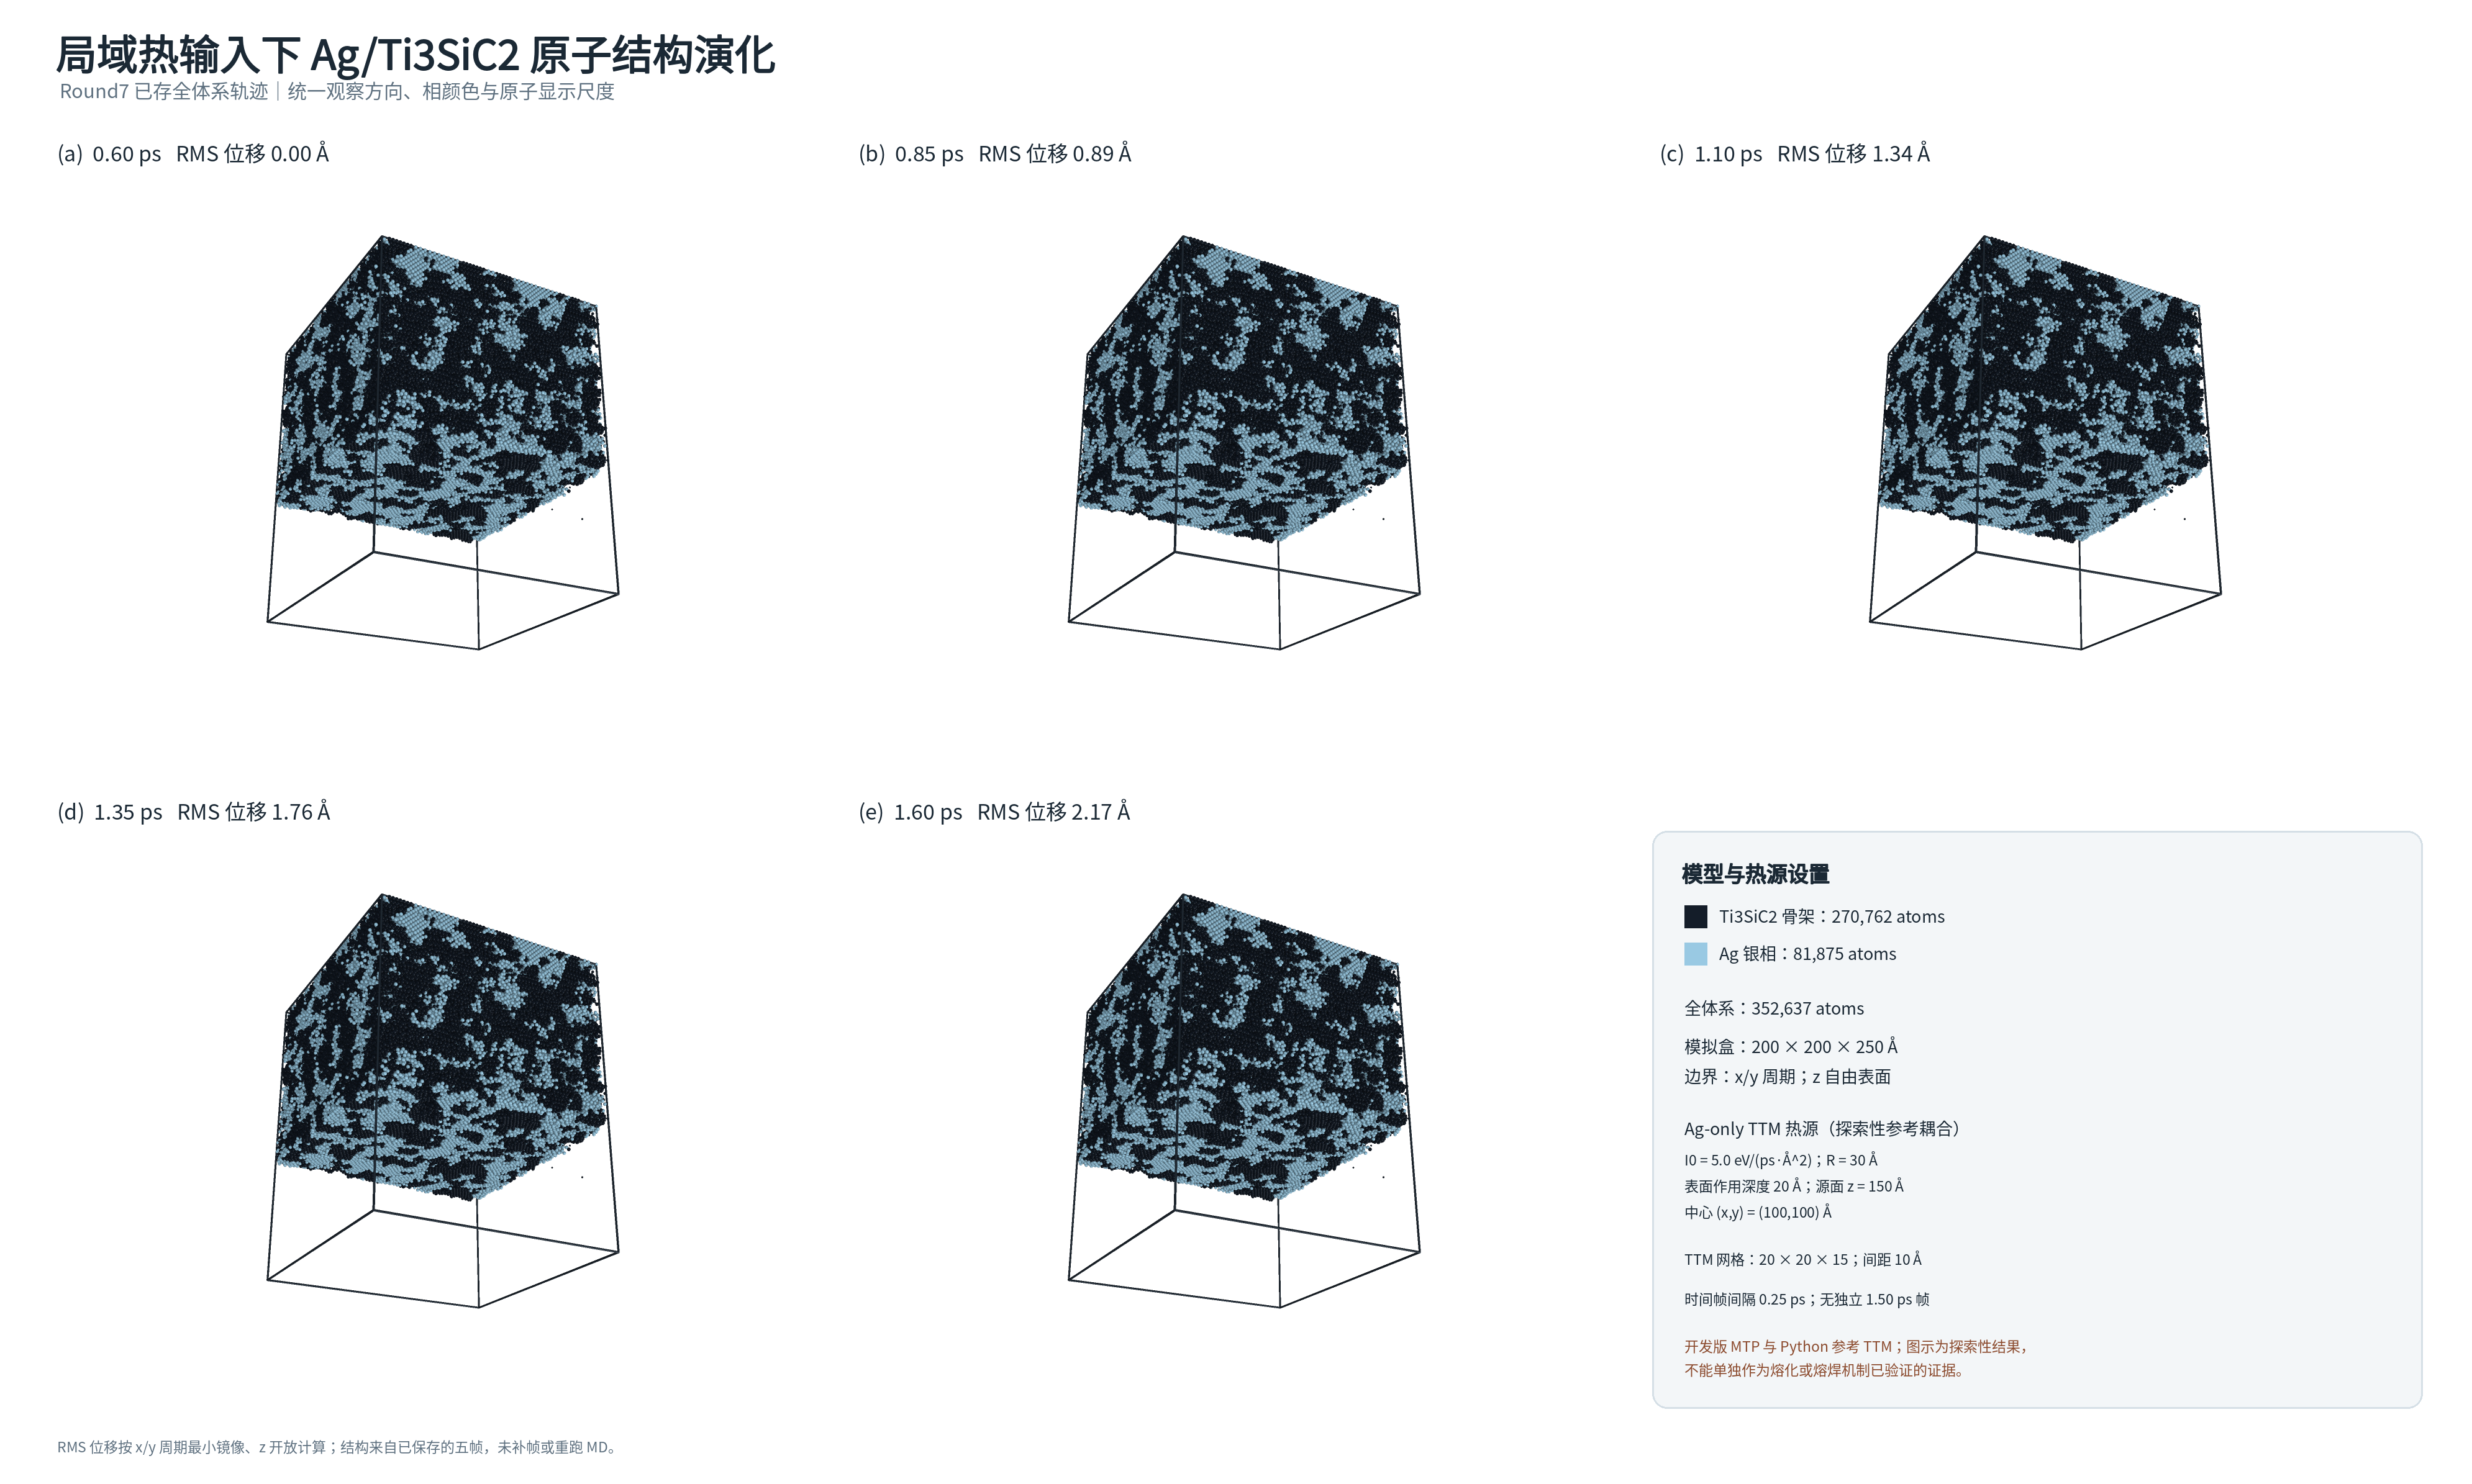 局域热输入下 Ag/Ti3SiC2 原子结构演化
Round7 已存全体系轨迹｜统一观察方向、相颜色与原子显示尺度
(a) 0.60 ps RMS 位移 0.00 Å
(b) 0.85 ps RMS 位移 0.89 Å
(c) 1.10 ps RMS 位移 1.34 Å
(d) 1.35 ps RMS 位移 1.76 Å
(e) 1.60 ps RMS 位移 2.17 Å
模型与热源设置
Ti3SiC2 骨架：270,762 atoms
Ag 银相：81,875 atoms
全体系：352,637 atoms
模拟盒：200 × 200 × 250 Å
边界：x/y 周期；z 自由表面
Ag-only TTM 热源（探索性参考耦合）
I0 = 5.0 eV/(ps·Å^2)；R = 30 Å
表面作用深度 20 Å；源面 z = 150 Å
中心 (x,y) = (100,100) Å
TTM 网格：20 × 20 × 15；间距 10 Å
时间帧间隔 0.25 ps；无独立 1.50 ps 帧
开发版 MTP 与 Python 参考 TTM；图示为探索性结果，
不能单独作为熔化或熔焊机制已验证的证据。
RMS 位移按 x/y 周期最小镜像、z 开放计算；结构来自已保存的五帧，未补帧或重跑 MD。